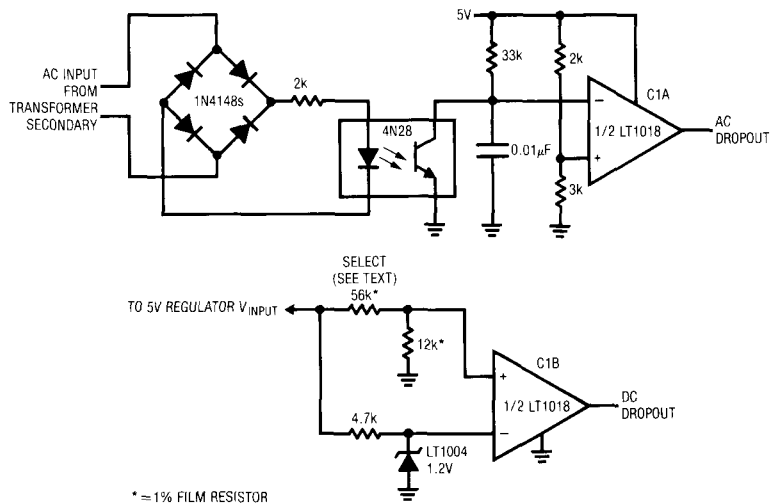 5V
33k
2k
AC INPUT
FROM
TRANSFORMER
SECONDARY
1N4148s
2k
4N28
0.01μF
C1A
1/2 LT1018
AC
DROPOUT
3k
SELECT
(SEE TEXT)
56k*
TO 5V REGULATOR VINPUT
12k*
C1B
1/2 LT1018
DC
DROPOUT
4.7k
LT1004
1.2V
* = 1% FILM RESISTOR